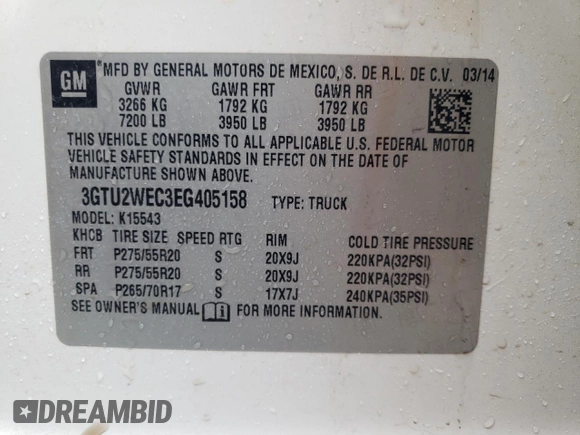 GM
*MFD BY GENERAL MOTORS DE MEXICO, S. DE R.L. DE C.V. 03/14
GVWR GAWR FRT GAWR RR
3266 KG 1792 KG 1792 KG
7200 LB 3950 LB 3950 LB
THIS VEHICLE CONFORMS TO ALL APPLICABLE U.S. FEDERAL MOTOR
VEHICLE SAFETY STANDARDS IN EFFECT ON THE DATE OF
MANUFACTURE SHOWN ABOVE.
3GTU2WEC3EG405158 TYPE: TRUCK
MODEL: K15543
KHCB TIRE SIZE SPEED RTG RIM COLD TIRE PRESSURE
FRT P275/55R20 S 20X9J 220KPA(32PSI)
RR P275/55R20 S 20X9J 220KPA(32PSI)
SPA P265/70R17 S 17X7J 240KPA(35PSI)
SEE OWNER'S MANUAL FOR MORE INFORMATION.
DREAMBID